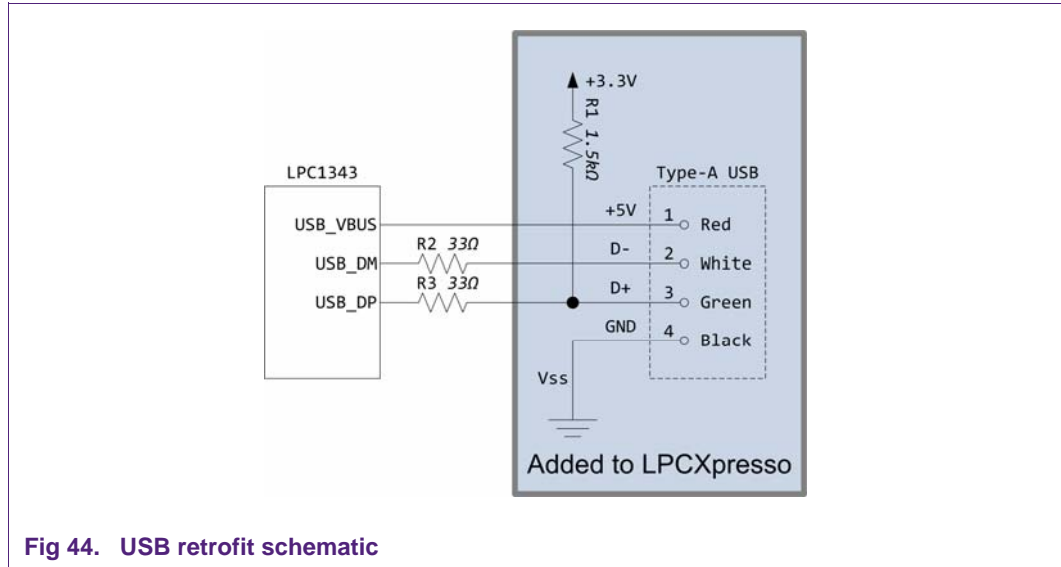 +3.3V
R1 1.5kΩ
LPC1343
Type-A USB
USB_VBUS
+5V
1
Red
R2 33Ω
USB_DM
D-
2
White
R3 33Ω
USB_DP
D+
3
Green
GND
4
Black
Vss
Added to LPCXpresso
Fig 44. USB retrofit schematic